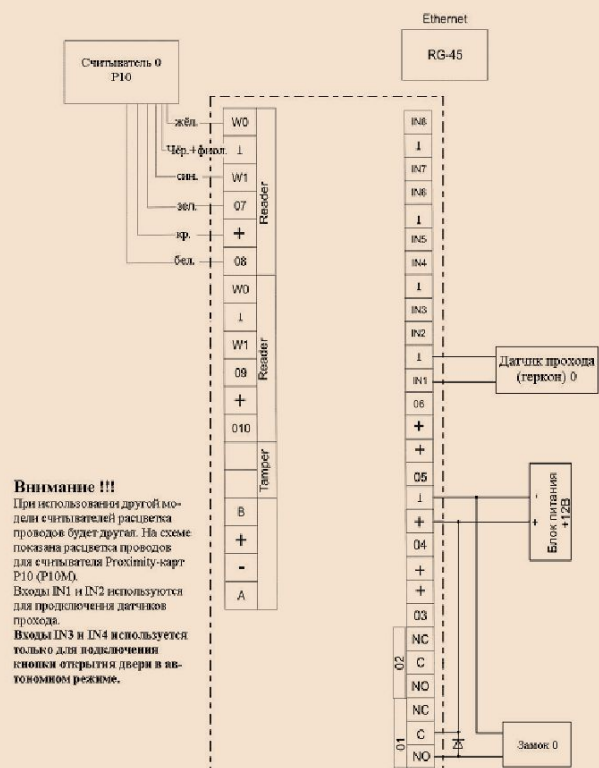 Ethernet
RG-45
Считыватель 0
P10
жёл.
Чёр.+фиол.
син.
зел.
кр.
бел.
W0
⊥
W1
07
+
08
Reader
W0
⊥
W1
09
+
010
Reader
Tamper
B
+
-
A
IN8
⊥
IN7
IN6
⊥
IN5
IN4
⊥
IN3
IN2
⊥
IN1
06
+
+
05
⊥
+
04
+
+
03
NC
C
NO
02
NC
C
NO
01
Датчик прохода
(геркон) 0
-
+
Блок питания
+12В
Замок 0
Внимание !!!
При использовании другой мо-
дели считывателей расцветка
проводов будет другая. На схеме
показана расцветка проводов
для считывателя Proximity-карт
P10 (P10M).
Входы IN1 и IN2 используются
для продключения датчиков
прохода.
Входы IN3 и IN4 используется
только для подключения
кнопки открытия двери в ав-
тономном режиме.